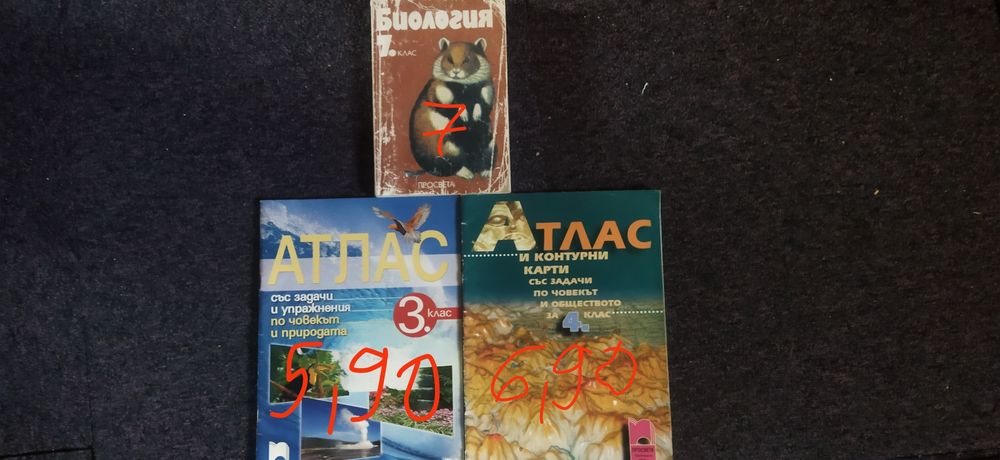 Биология
7. КЛАС
7
ПРОСВЕТА
АТЛАС
със задачи
и упражнения
по човекът
и природата
3. клас
5,90
АТЛАС
И КОНТУРНИ
КАРТИ
СЪС ЗАДАЧИ
ПО ЧОВЕКЪТ
И ОБЩЕСТВОТО
ЗА 4. КЛАС
6,90
ПРОСВЕТА